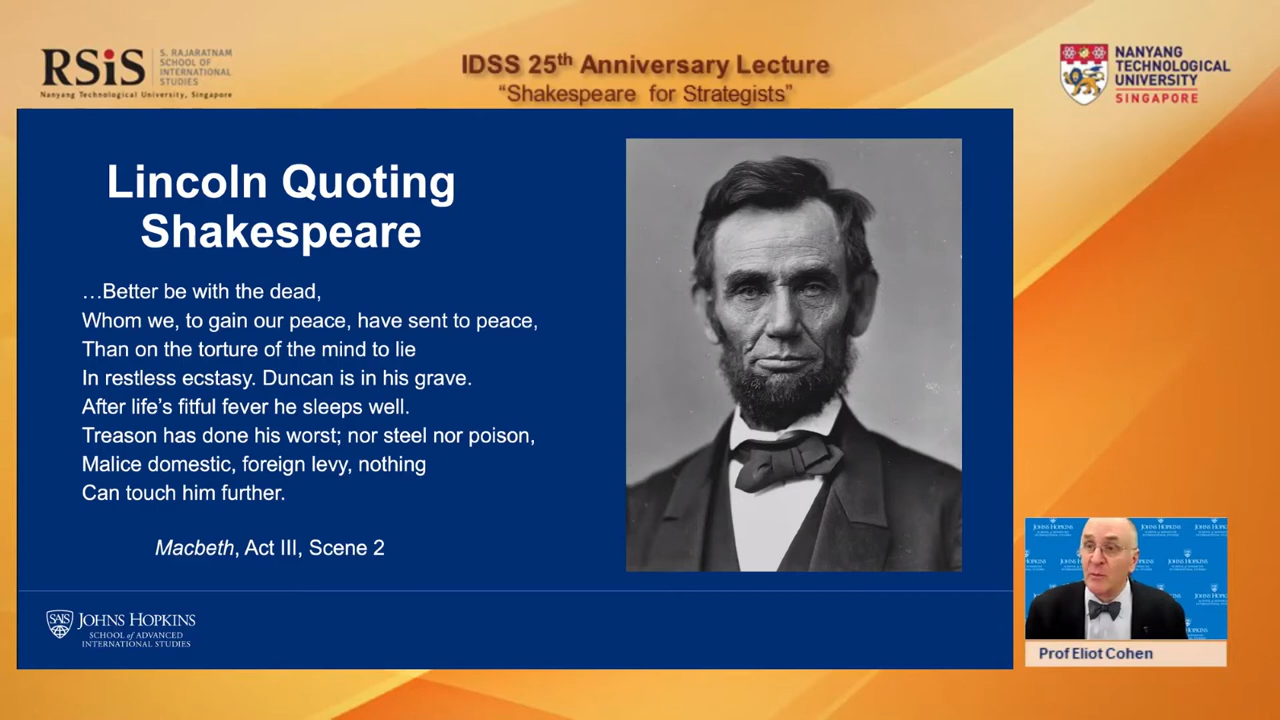 RSiS
S. RAJARATNAM
SCHOOL OF
INTERNATIONAL
STUDIES
Nanyang Technological University, Singapore
IDSS 25th Anniversary Lecture
“Shakespeare for Strategists”
NANYANG
TECHNOLOGICAL
UNIVERSITY
SINGAPORE
Lincoln Quoting
Shakespeare
…Better be with the dead,
Whom we, to gain our peace, have sent to peace,
Than on the torture of the mind to lie
In restless ecstasy. Duncan is in his grave.
After life’s fitful fever he sleeps well.
Treason has done his worst; nor steel nor poison,
Malice domestic, foreign levy, nothing
Can touch him further.
Macbeth, Act III, Scene 2
SAIS
JOHNS HOPKINS
SCHOOL of ADVANCED
INTERNATIONAL STUDIES
JOHNS HOPKINS
Prof Eliot Cohen